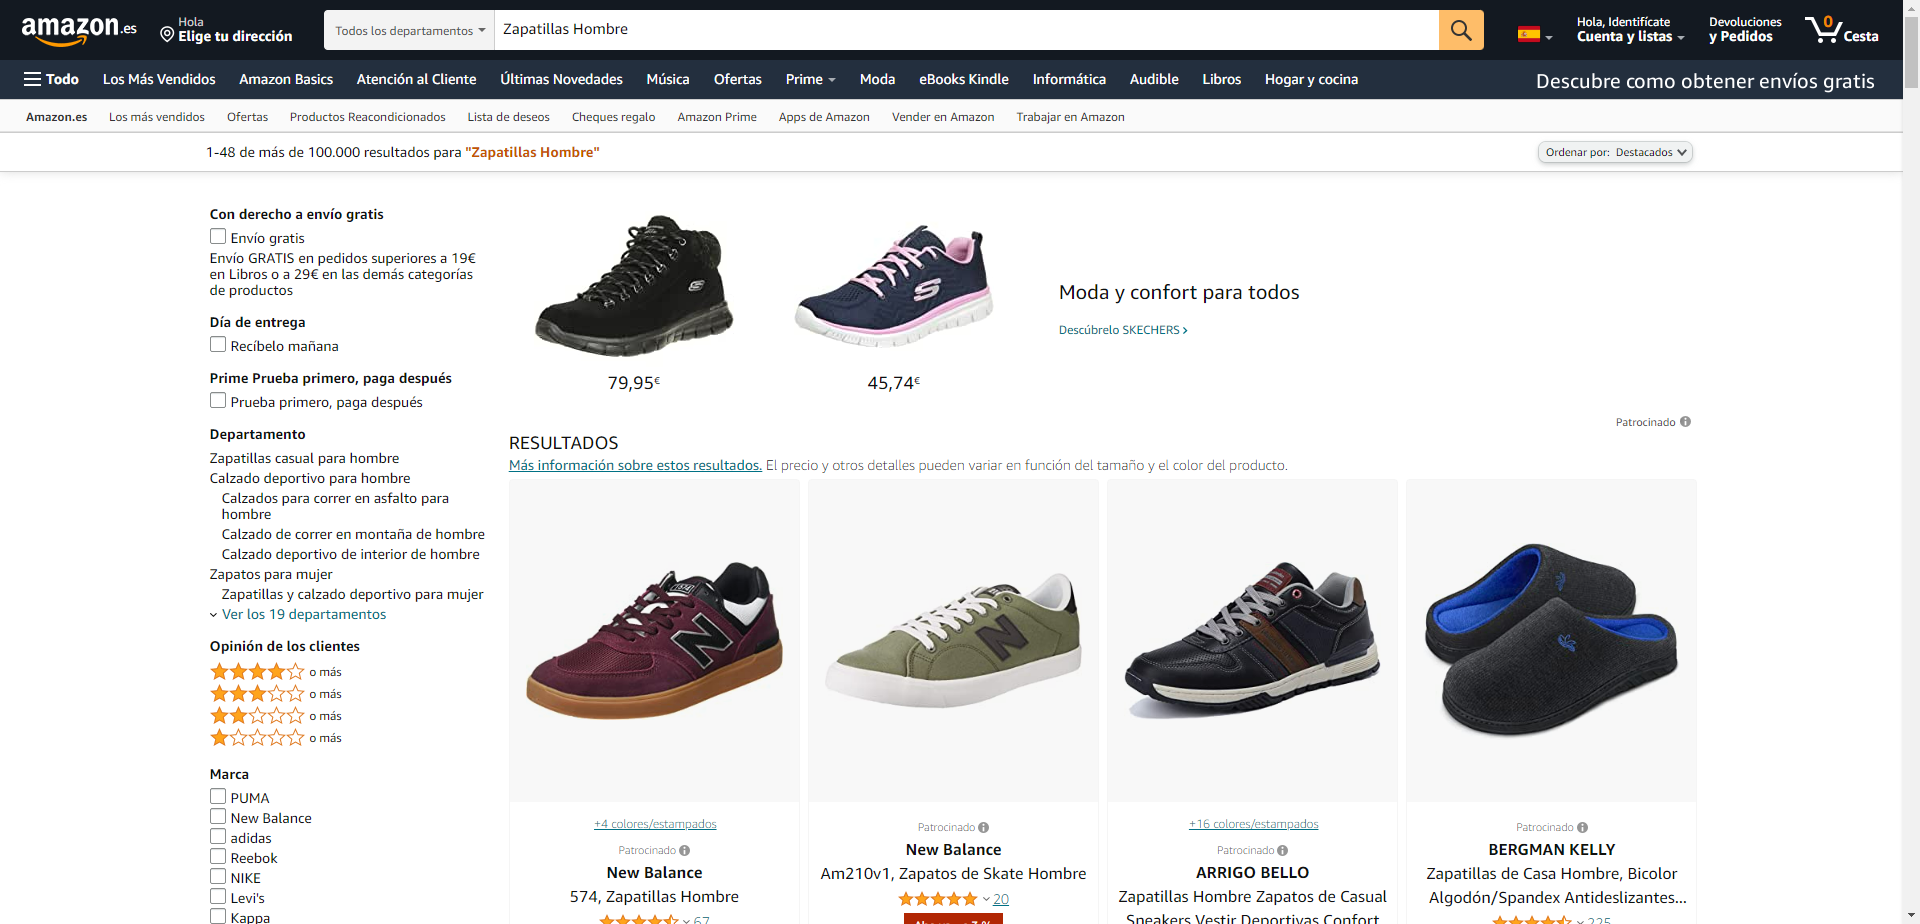 amazon.es
Hola
Elige tu dirección
Todos los departamentos
Zapatillas Hombre
Hola, Identifícate
Cuenta y listas
Devoluciones
y Pedidos
0
Cesta
Todo
Los Más Vendidos
Amazon Basics
Atención al Cliente
Últimas Novedades
Música
Ofertas
Prime
Moda
eBooks Kindle
Informática
Audible
Libros
Hogar y cocina
Descubre como obtener envíos gratis
Amazon.es
Los más vendidos
Ofertas
Productos Reacondicionados
Lista de deseos
Cheques regalo
Amazon Prime
Apps de Amazon
Vender en Amazon
Trabajar en Amazon
1-48 de más de 100.000 resultados para "Zapatillas Hombre"
Ordenar por: Destacados
Con derecho a envío gratis
Envío gratis
Envío GRATIS en pedidos superiores a 19€
en Libros o a 29€ en las demás categorías
de productos
Día de entrega
Recíbelo mañana
Prime Prueba primero, paga después
Prueba primero, paga después
Departamento
Zapatillas casual para hombre
Calzado deportivo para hombre
Calzados para correr en asfalto para
hombre
Calzado de correr en montaña de hombre
Calzado deportivo de interior de hombre
Zapatos para mujer
Zapatillas y calzado deportivo para mujer
Ver los 19 departamentos
Opinión de los clientes
o más
o más
o más
o más
Marca
PUMA
New Balance
adidas
Reebok
NIKE
Levi's
Kappa
79,95€
45,74€
Moda y confort para todos
Descúbrelo SKECHERS ›
Patrocinado
RESULTADOS
Más información sobre estos resultados. El precio y otros detalles pueden variar en función del tamaño y el color del producto.
+4 colores/estampados
Patrocinado
New Balance
574, Zapatillas Hombre
67
Patrocinado
New Balance
Am210v1, Zapatos de Skate Hombre
20
+16 colores/estampados
Patrocinado
ARRIGO BELLO
Zapatillas Hombre Zapatos de Casual
Sneakers Vestir Deportivas Confort
Patrocinado
BERGMAN KELLY
Zapatillas de Casa Hombre, Bicolor
Algodón/Spandex Antideslizantes...
225